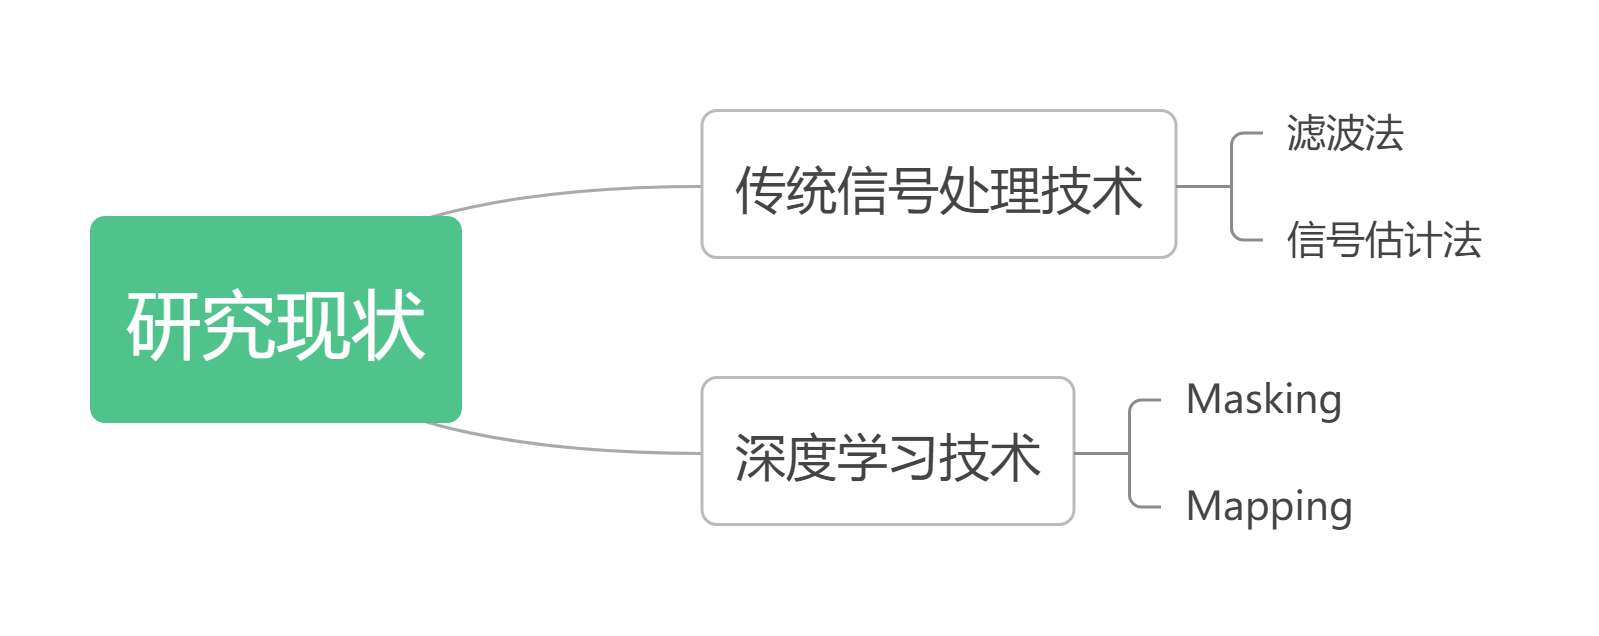 研究现状
传统信号处理技术
滤波法
信号估计法
深度学习技术
Masking
Mapping